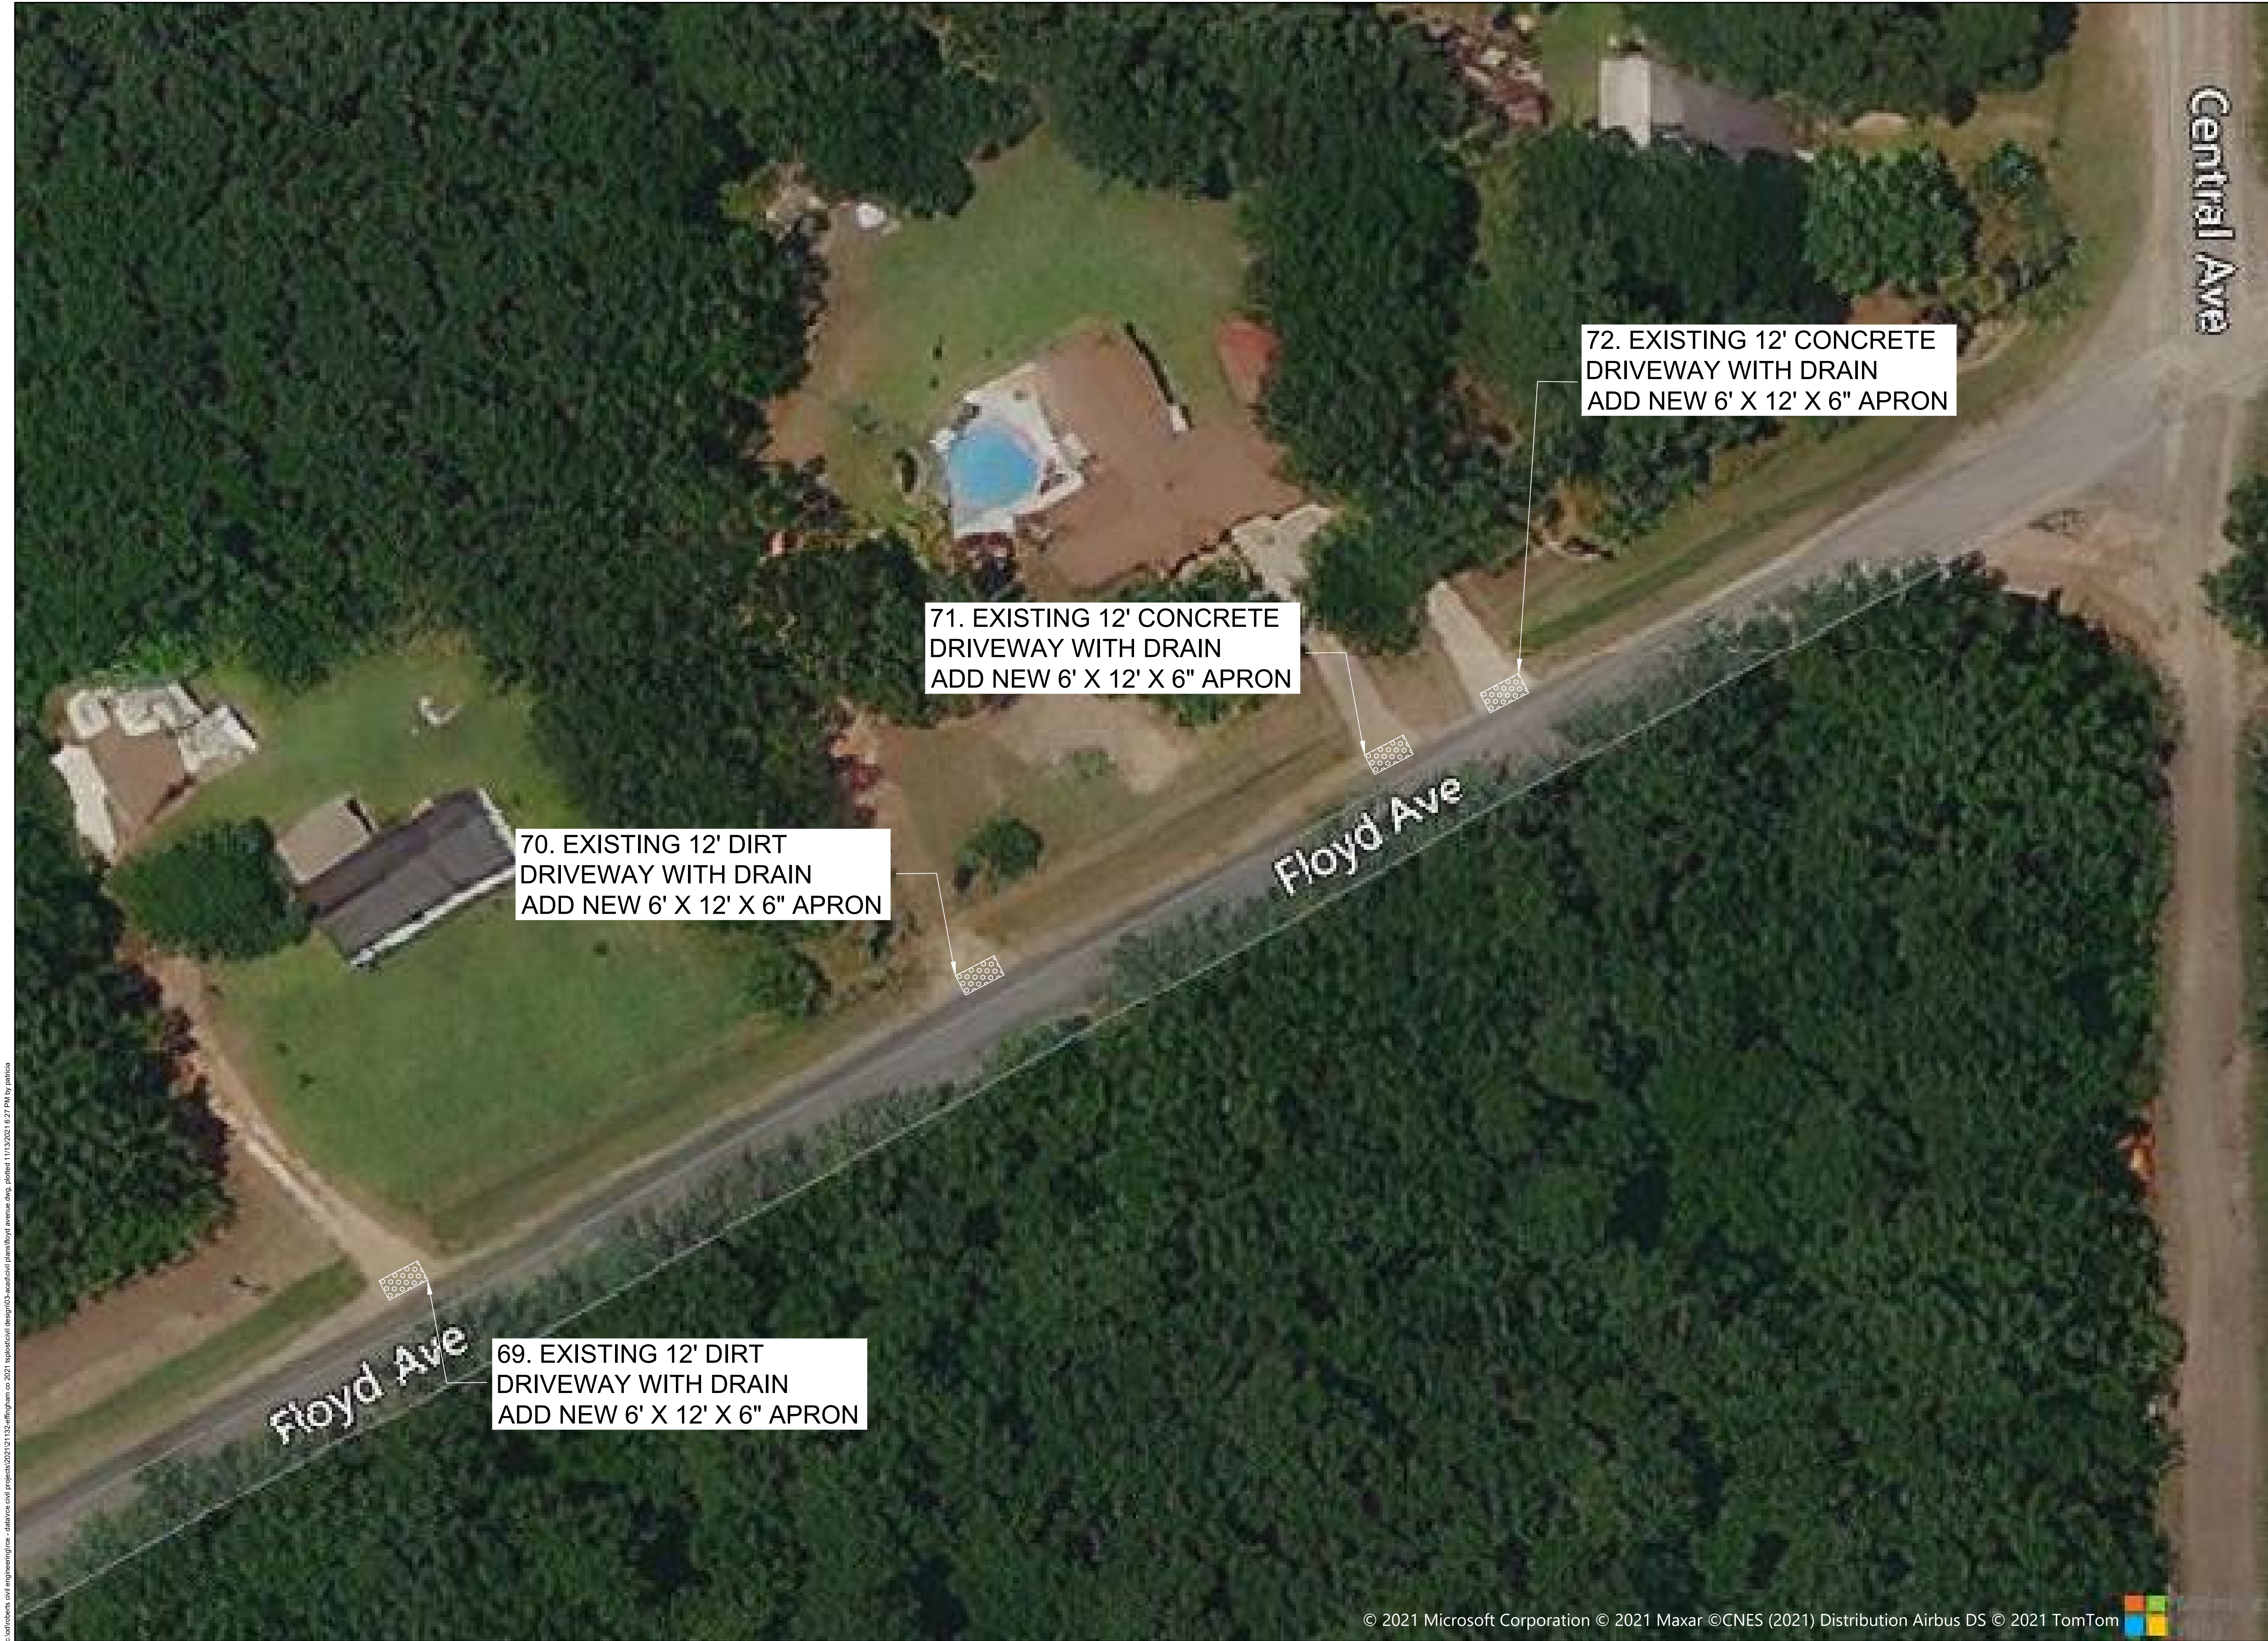 Central Ave
72. EXISTING 12' CONCRETE
DRIVEWAY WITH DRAIN
ADD NEW 6' X 12' X 6" APRON
71. EXISTING 12' CONCRETE
DRIVEWAY WITH DRAIN
ADD NEW 6' X 12' X 6" APRON
Floyd Ave
70. EXISTING 12' DIRT
DRIVEWAY WITH DRAIN
ADD NEW 6' X 12' X 6" APRON
69. EXISTING 12' DIRT
DRIVEWAY WITH DRAIN
ADD NEW 6' X 12' X 6" APRON
Floyd Ave
© 2021 Microsoft Corporation © 2021 Maxar ©CNES (2021) Distribution Airbus DS © 2021 TomTom